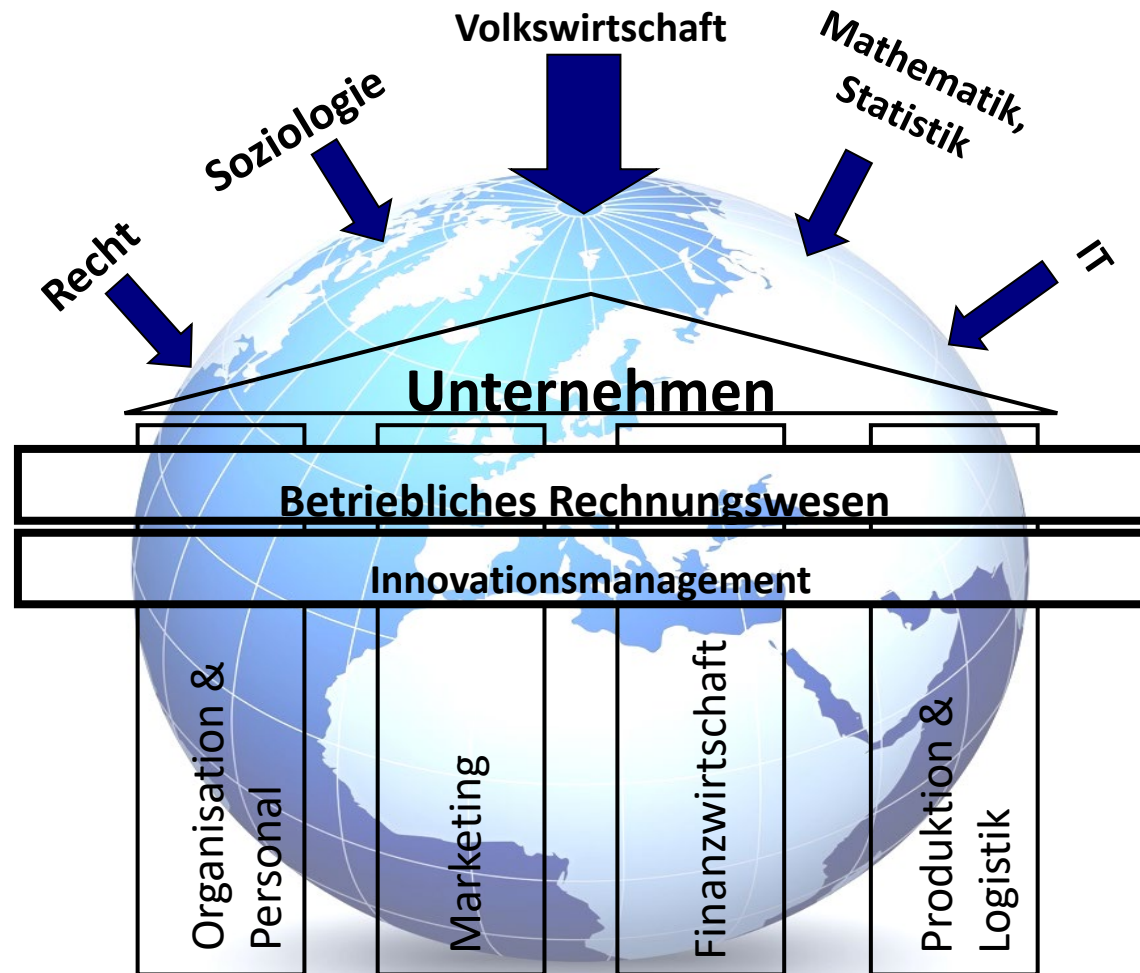 Volkswirtschaft
Mathematik,
Statistik
Soziologie
Recht
IT
Unternehmen
Betriebliches Rechnungswesen
Innovationsmanagement
Organisation &
Personal
Marketing
Finanzwirtschaft
Produktion &
Logistik